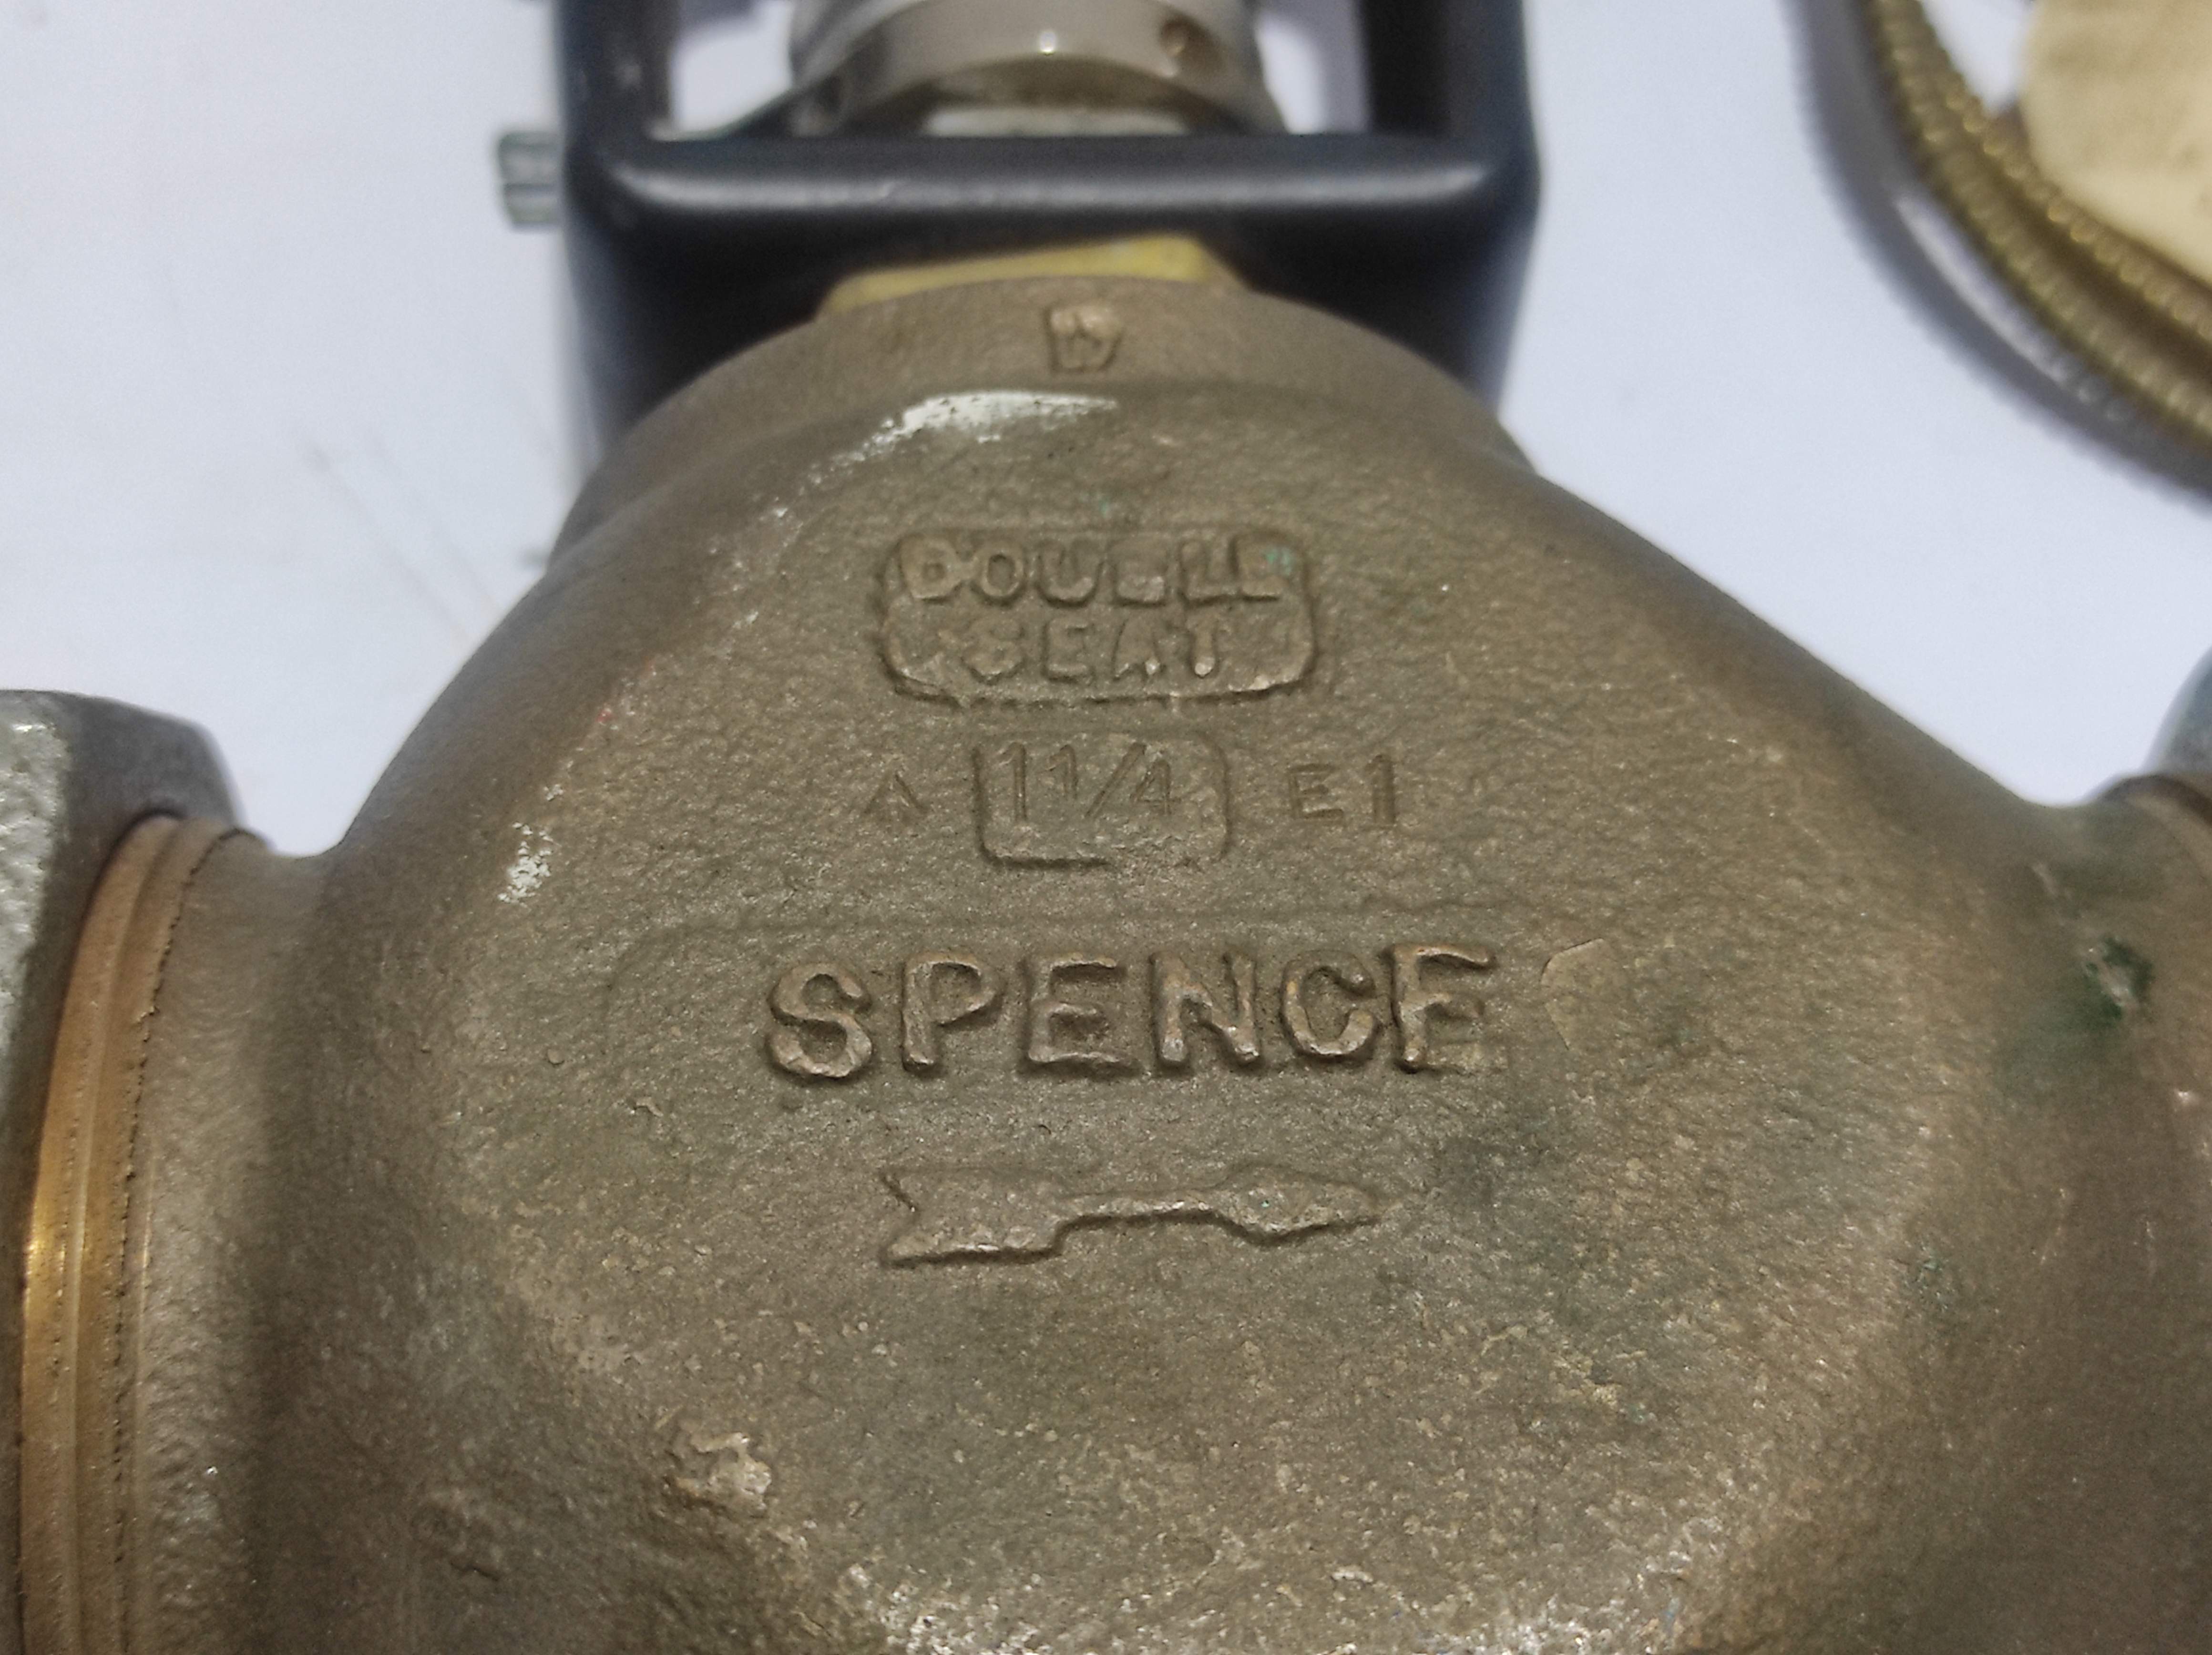 DOUBLE
SEAT
A 1 1/4 E1
SPENCE